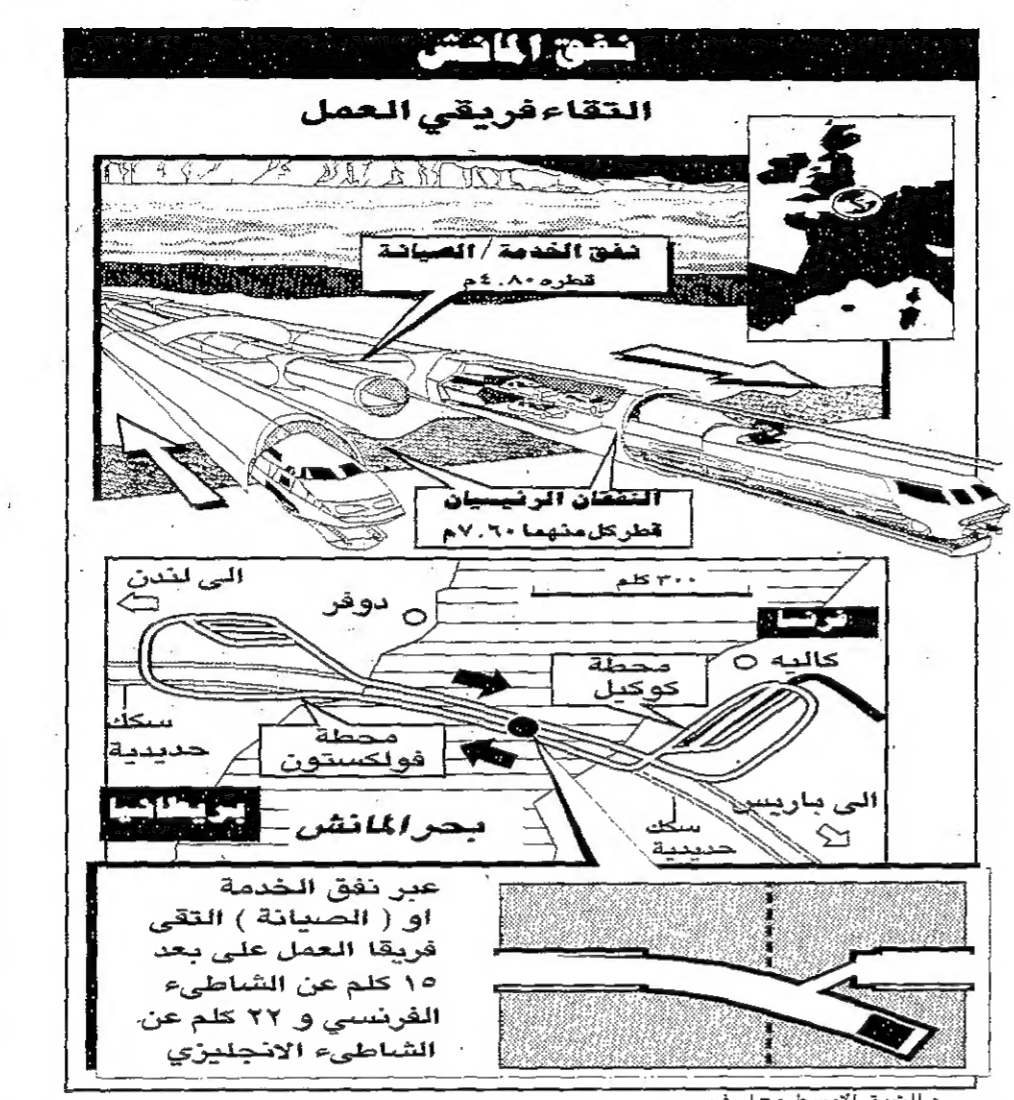 نفق المانش
التقاء فريقي العمل
نفق الخدمة / الصيانة
قطره ٤.٨٠م
النفقان الرئيسيان
قطر كل منهما ٧.٦٠م
الى لندن
دوفر
٣٠٠ كلم
فرنسا
كاليه
محطة
كوكيل
سكك
حديدية
محطة
فولكستون
بريطانيا
بحر المانش
سكك
حديدية
الى باريس
عبر نفق الخدمة
او ( الصيانة ) التقى
فريقا العمل على بعد
١٥ كلم عن الشاطىء
الفرنسي و ٢٢ كلم عن
الشاطىء الانجليزي